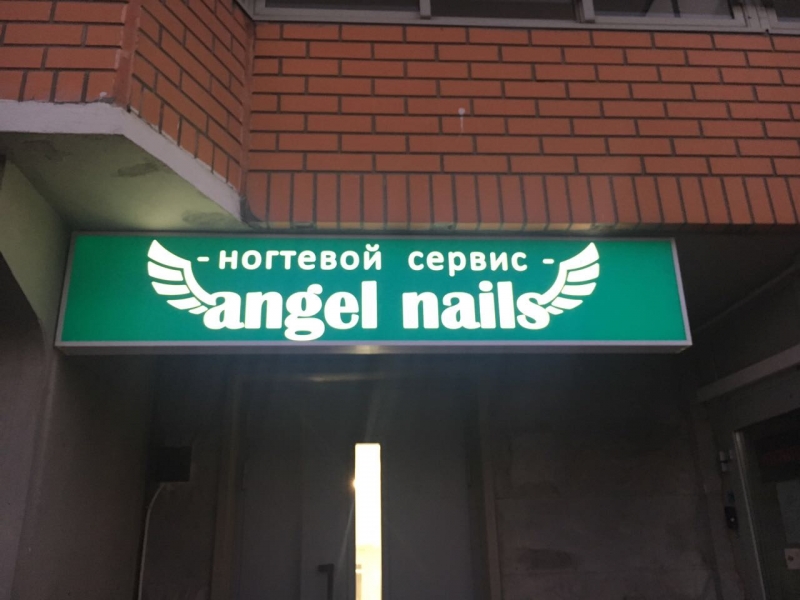 - ногтевой сервис -
angel nails